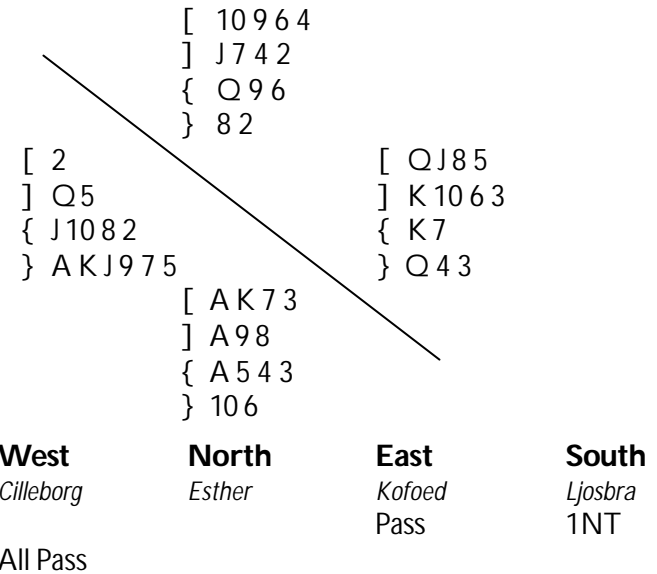 [ 10 9 6 4
] J 7 4 2
{ Q 9 6
} 8 2
[ 2 [ Q J 8 5
] Q 5 ] K 10 6 3
{ J 10 8 2 { K 7
} A K J 9 7 5 } Q 4 3
[ A K 7 3
] A 9 8
{ A 5 4 3
} 10 6
West North East South
Cilleborg Esther Kofoed Ljosbra
Pass 1NT
All Pass